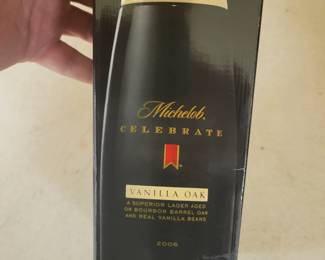 Michelob.
CELEBRATE
VANILLA OAK
A SUPERIOR LAGER AGED
ON BOURBON BARREL OAK
AND REAL VANILLA BEANS
2006